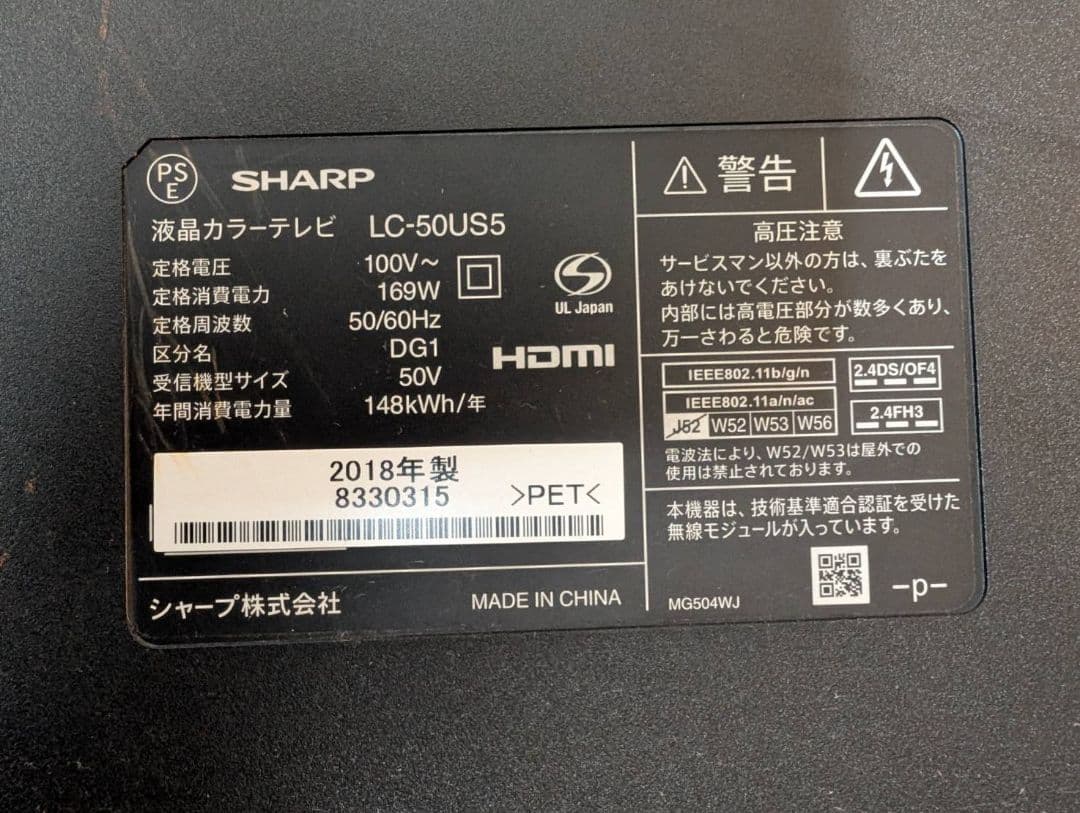 PS
E
SHARP
液晶カラーテレビ LC-50US5
定格電圧 100V~
定格消費電力 169W
定格周波数 50/60Hz
区分名 DG1
受信機型サイズ 50V
年間消費電力量 148kWh/年
UL Japan
HDMI
2018年製
8330315 >PET<
シャープ株式会社 MADE IN CHINA
警告
高圧注意
サービスマン以外の方は、裏ぶたを
あけないでください。
内部には高電圧部分が数多くあり、
万一さわると危険です。
IEEE802.11b/g/n
IEEE802.11a/n/ac
J52 W52 W53 W56
2.4DS/OF4
2.4FH3
電波法により、W52/W53は屋外での
使用は禁止されております。
本機器は、技術基準適合認証を受けた
無線モジュールが入っています。
MG504WJ
-p-